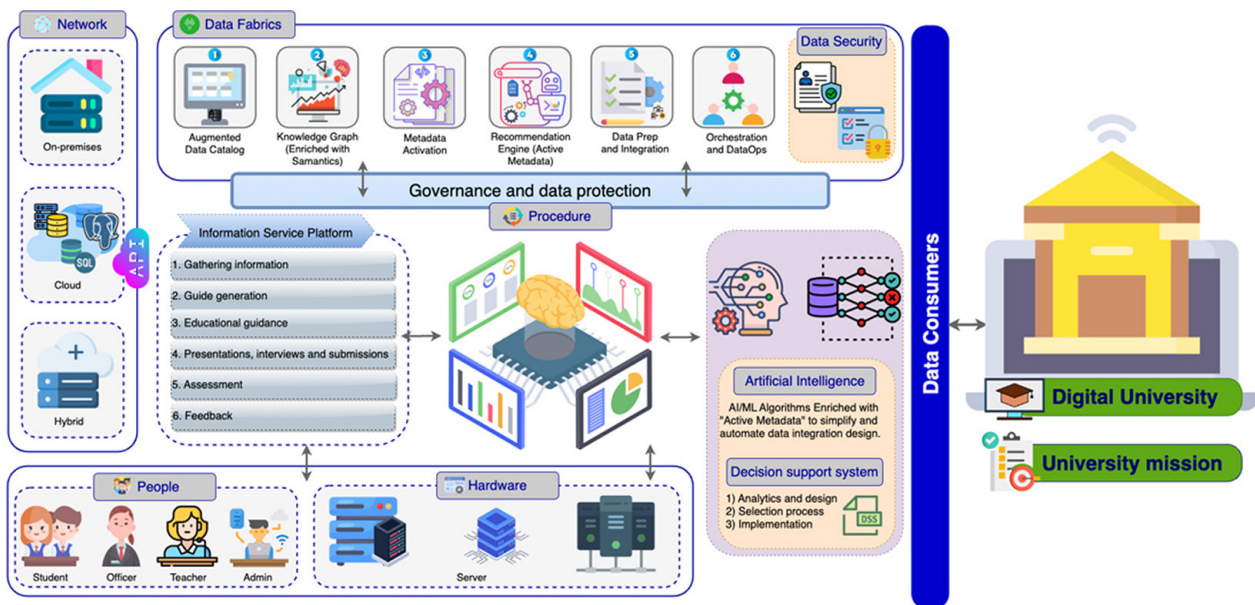 Network
On-premises
Cloud
SQL
API
Hybrid
Data Fabrics
1
Augmented
Data Catalog
2
Knowledge Graph
(Enriched with
Samantics)
3
Metadata
Activation
4
Recommendation
Engine (Active
Metadata)
5
Data Prep
and Integration
6
Orchestration
and DataOps
Data Security
Governance and data protection
Procedure
Information Service Platform
1. Gathering information
2. Guide generation
3. Educational guidance
4. Presentations, interviews and submissions
5. Assessment
6. Feedback
Artificial Intelligence
AI/ML Algorithms Enriched with
"Active Metadata" to simplify and
automate data integration design.
Decision support system
1) Analytics and design
2) Selection process
3) Implementation
DSS
People
Student
Officer
Teacher
Admin
Hardware
Server
Data Consumers
Digital University
University mission